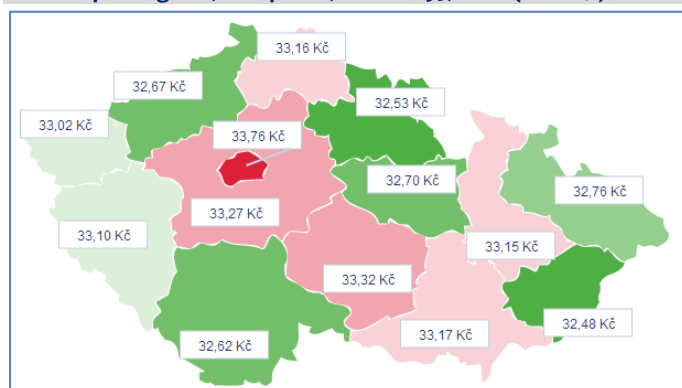 33,16 Kč
32,67 Kč
32,53 Kč
33,02 Kč
33,76 Kč
32,70 Kč
32,76 Kč
33,27 Kč
33,10 Kč
33,15 Kč
33,32 Kč
32,48 Kč
33,17 Kč
32,62 Kč